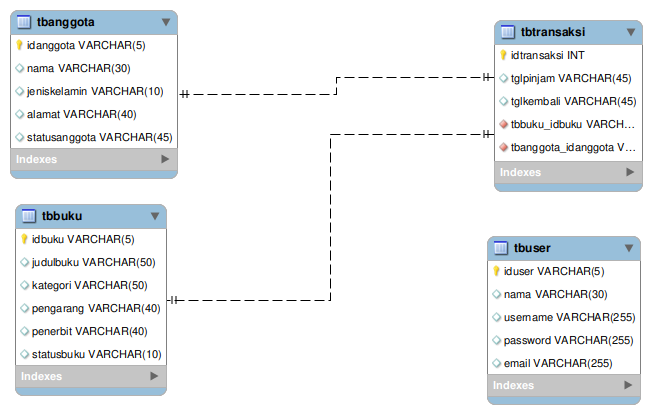 tbanggota
idanggota VARCHAR(5)
nama VARCHAR(30)
jeniskelamin VARCHAR(10)
alamat VARCHAR(40)
statusanggota VARCHAR(45)
Indexes
tbtransaksi
idtransaksi INT
tglpinjam VARCHAR(45)
tglkembali VARCHAR(45)
tbbuku_idbuku VARCH...
tbanggota_idanggota V...
Indexes
tbbuku
idbuku VARCHAR(5)
judulbuku VARCHAR(50)
kategori VARCHAR(50)
pengarang VARCHAR(40)
penerbit VARCHAR(40)
statusbuku VARCHAR(10)
Indexes
tbuser
iduser VARCHAR(5)
nama VARCHAR(30)
username VARCHAR(255)
password VARCHAR(255)
email VARCHAR(255)
Indexes